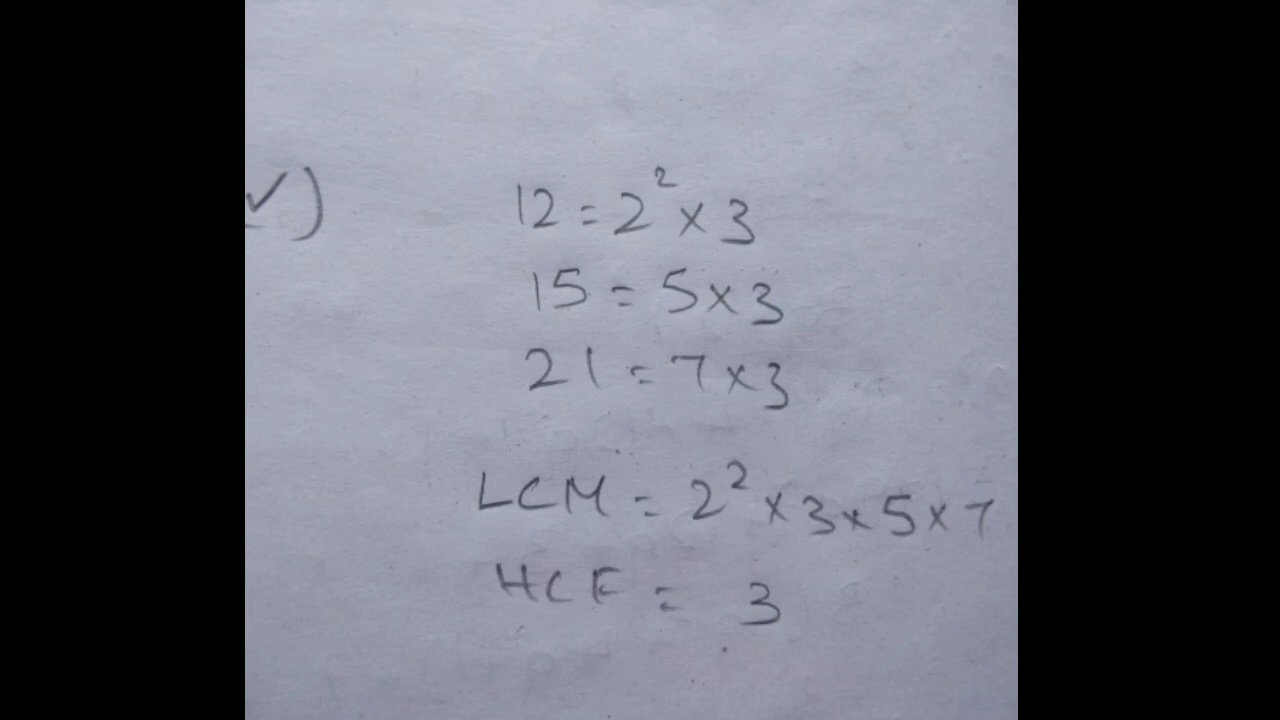 v)
12 = 2² × 3
15 = 5 × 3
21 = 7 × 3
LCM = 2² × 3 × 5 × 7
HCF = 3